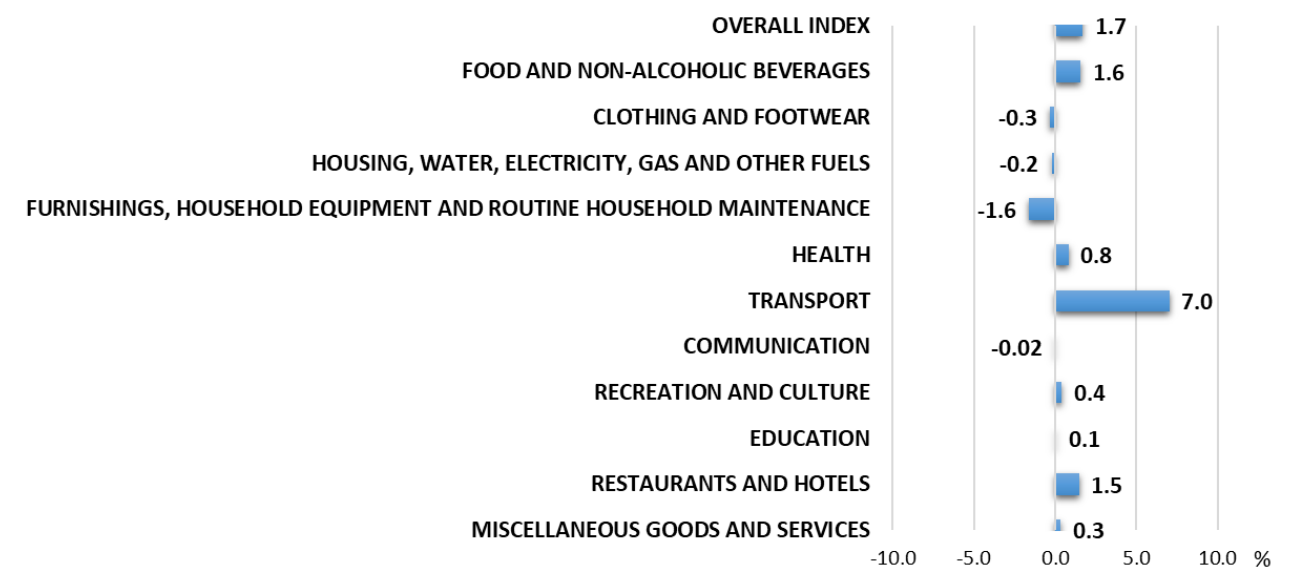 OVERALL INDEX 1.7
FOOD AND NON-ALCOHOLIC BEVERAGES 1.6
CLOTHING AND FOOTWEAR -0.3
HOUSING, WATER, ELECTRICITY, GAS AND OTHER FUELS -0.2
FURNISHINGS, HOUSEHOLD EQUIPMENT AND ROUTINE HOUSEHOLD MAINTENANCE -1.6
HEALTH 0.8
TRANSPORT 7.0
COMMUNICATION -0.02
RECREATION AND CULTURE 0.4
EDUCATION 0.1
RESTAURANTS AND HOTELS 1.5
MISCELLANEOUS GOODS AND SERVICES 0.3
-10.0 -5.0 0.0 5.0 10.0 %